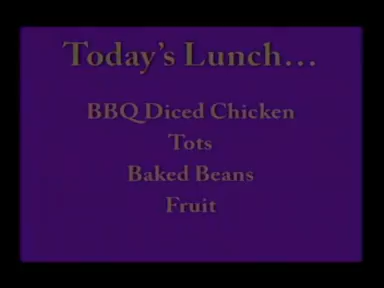 Today's Lunch...
BBQ Diced Chicken
Tots
Baked Beans
Fruit